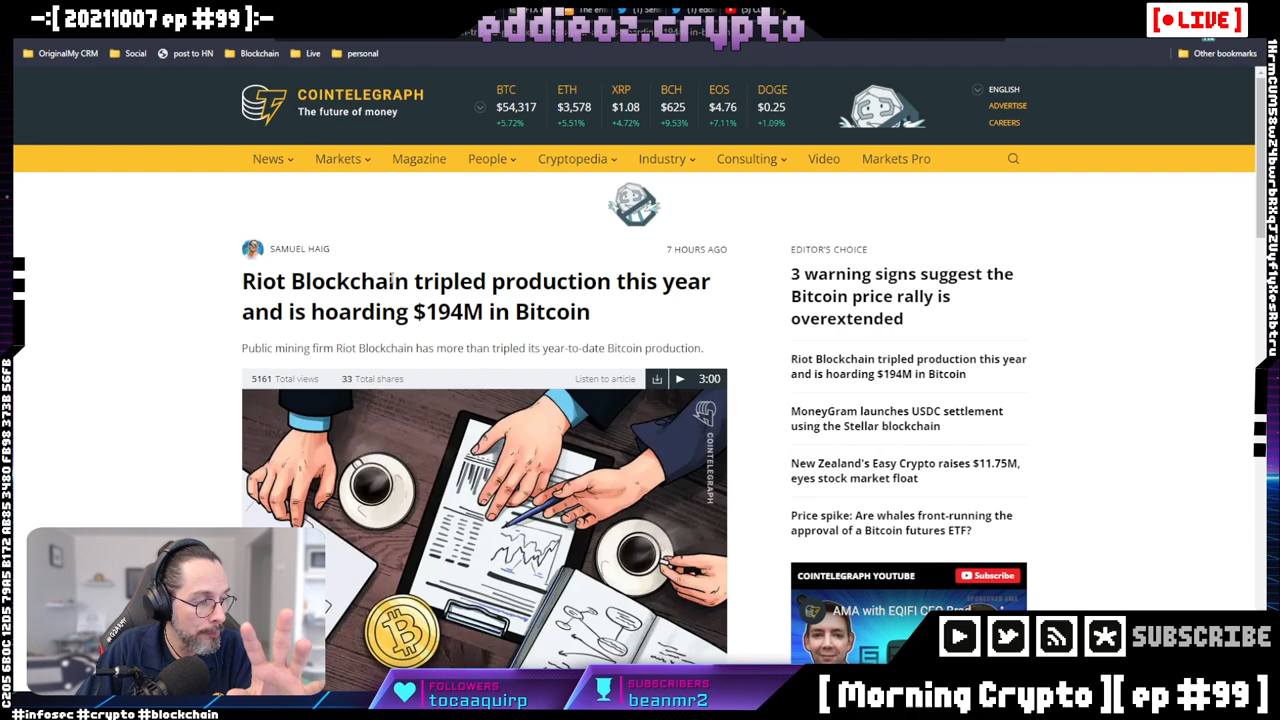 -:[ 20211007 ep #99 ]:-
eddieoz.crypto
[ LIVE ]
OriginalMy CRM
Social
post to HN
Blockchain
Live
personal
Other bookmarks
COINTELEGRAPH
The future of money
BTC ETH XRP BCH EOS DOGE
$54,317 $3,578 $1.08 $625 $4.76 $0.25
+5.72% +5.51% +4.72% +9.53% +7.11% +1.09%
ENGLISH
ADVERTISE
CAREERS
News Markets Magazine People Cryptopedia Industry Consulting Video Markets Pro
SAMUEL HAIG
7 HOURS AGO
Riot Blockchain tripled production this year
and is hoarding $194M in Bitcoin
Public mining firm Riot Blockchain has more than tripled its year-to-date Bitcoin production.
5161 Total views
33 Total shares
Listen to article
3:00
COINTELEGRAPH
EDITOR'S CHOICE
3 warning signs suggest the
Bitcoin price rally is
overextended
Riot Blockchain tripled production this year
and is hoarding $194M in Bitcoin
MoneyGram launches USDC settlement
using the Stellar blockchain
New Zealand's Easy Crypto raises $11.75M,
eyes stock market float
Price spike: Are whales front-running the
approval of a Bitcoin futures ETF?
COINTELEGRAPH YOUTUBE
Subscribe
AMA with EQIFI CEO Brad
SUBSCRIBE
FOLLOWERS
tocaaquirp
SUBSCRIBERS
beanmr2
[ Morning Crypto ][ ep #99 ]
#infosec #crypto #blockchain